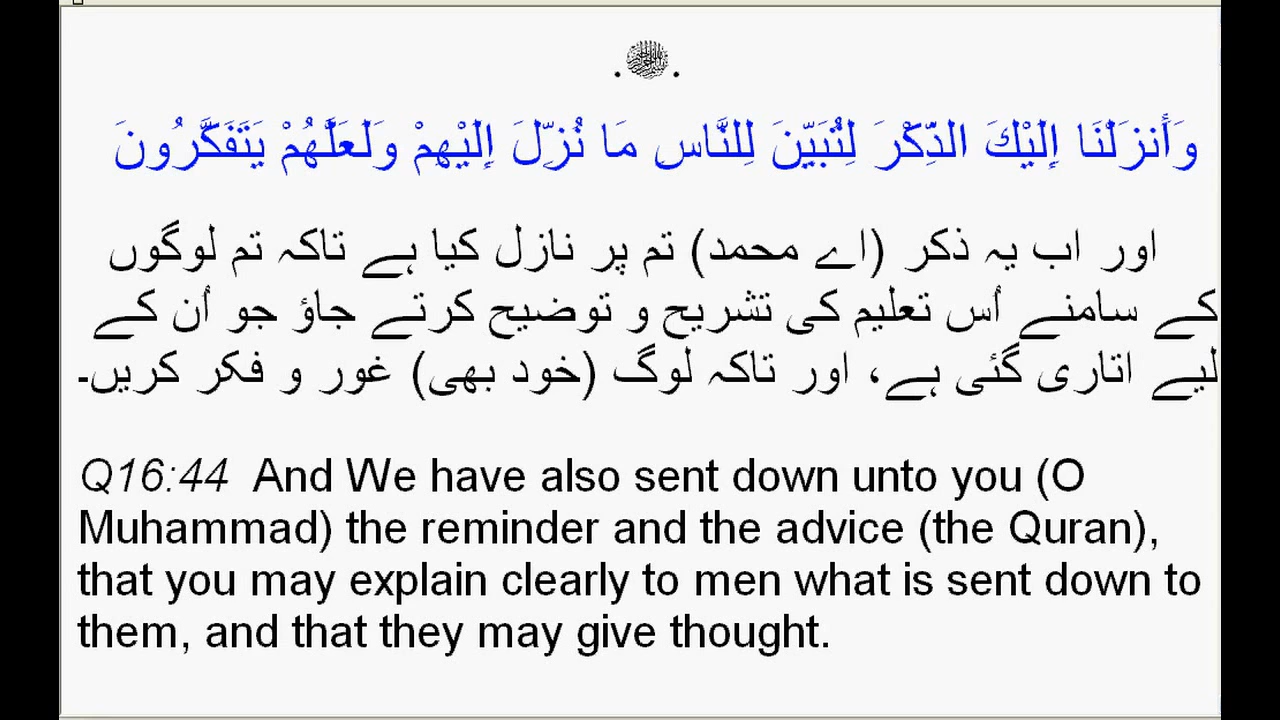 وَأَنزَلْنَا إِلَيْكَ الذِّكْرَ لِتُبَيِّنَ لِلنَّاسِ مَا نُزِّلَ إِلَيْهِمْ وَلَعَلَّهُمْ يَتَفَكَّرُونَ
اور اب یہ ذکر (اے محمد) تم پر نازل کیا ہے تاکہ تم لوگوں
کے سامنے اُس تعلیم کی تشریح و توضیح کرتے جاؤ جو اُن کے
لیے اتاری گئی ہے، اور تاکہ لوگ (خود بھی) غور و فکر کریں۔
Q16:44 And We have also sent down unto you (O
Muhammad) the reminder and the advice (the Quran),
that you may explain clearly to men what is sent down to
them, and that they may give thought.